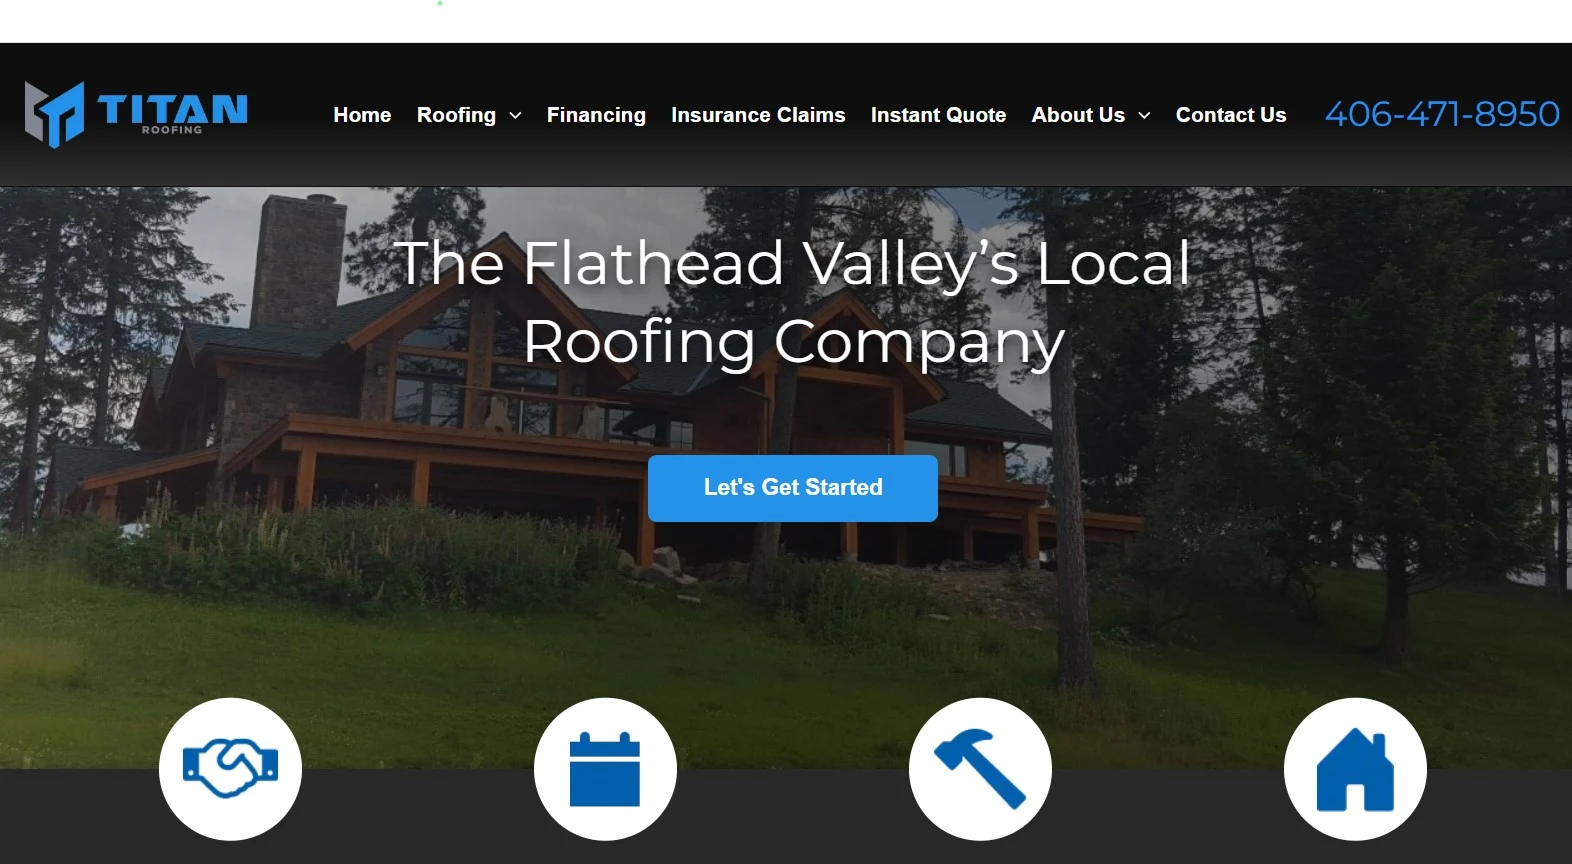 TITAN
ROOFING
Home Roofing Financing Insurance Claims Instant Quote About Us Contact Us 406-471-8950
The Flathead Valley’s Local
Roofing Company
Let's Get Started